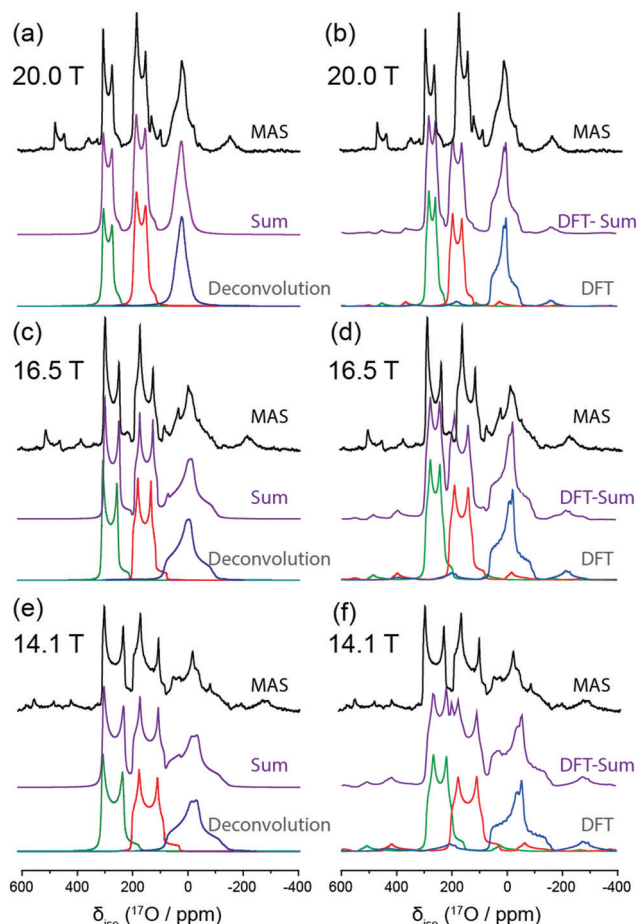 (a)
20.0 T
MAS
Sum
Deconvolution
(b)
20.0 T
MAS
DFT- Sum
DFT
(c)
16.5 T
MAS
Sum
Deconvolution
(d)
16.5 T
MAS
DFT-Sum
DFT
(e)
14.1 T
MAS
Sum
Deconvolution
600 400 200 0 -200 -400
(f)
14.1 T
MAS
DFT-Sum
DFT
600 400 200 0 -200 -400
δiso (¹⁷O / ppm)
δiso (¹⁷O / ppm)